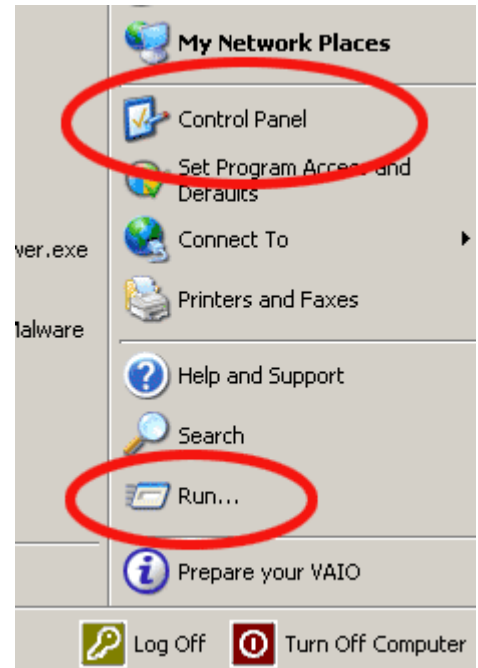 My Network Places
Control Panel
Set Program Access and
Defaults
Connect To
Printers and Faxes
Help and Support
Search
Run...
Prepare your VAIO
wer.exe
Malware
Log Off
Turn Off Computer